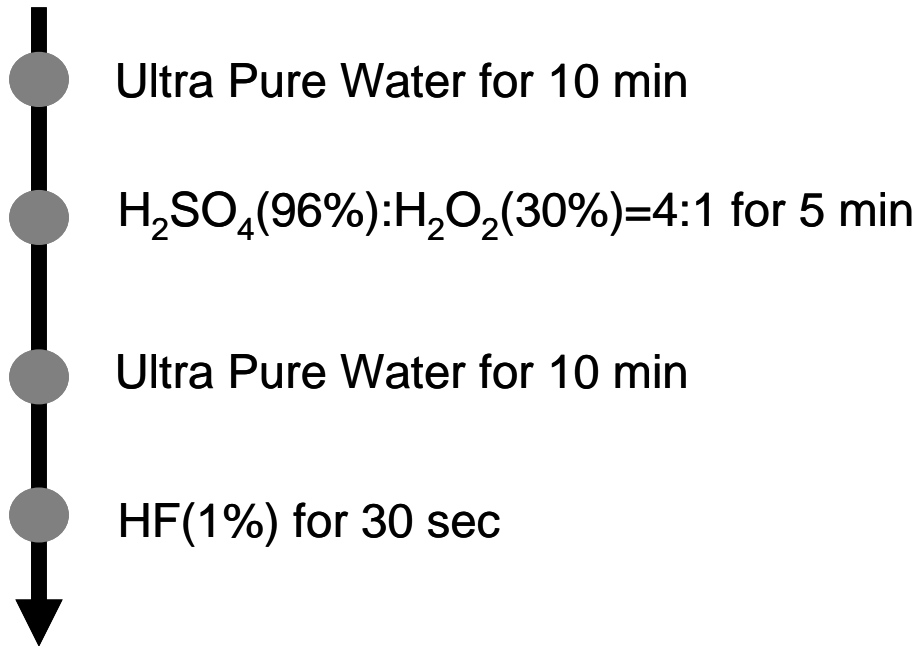 Ultra Pure Water for 10 min
H₂SO₄(96%):H₂O₂(30%)=4:1 for 5 min
Ultra Pure Water for 10 min
HF(1%) for 30 sec